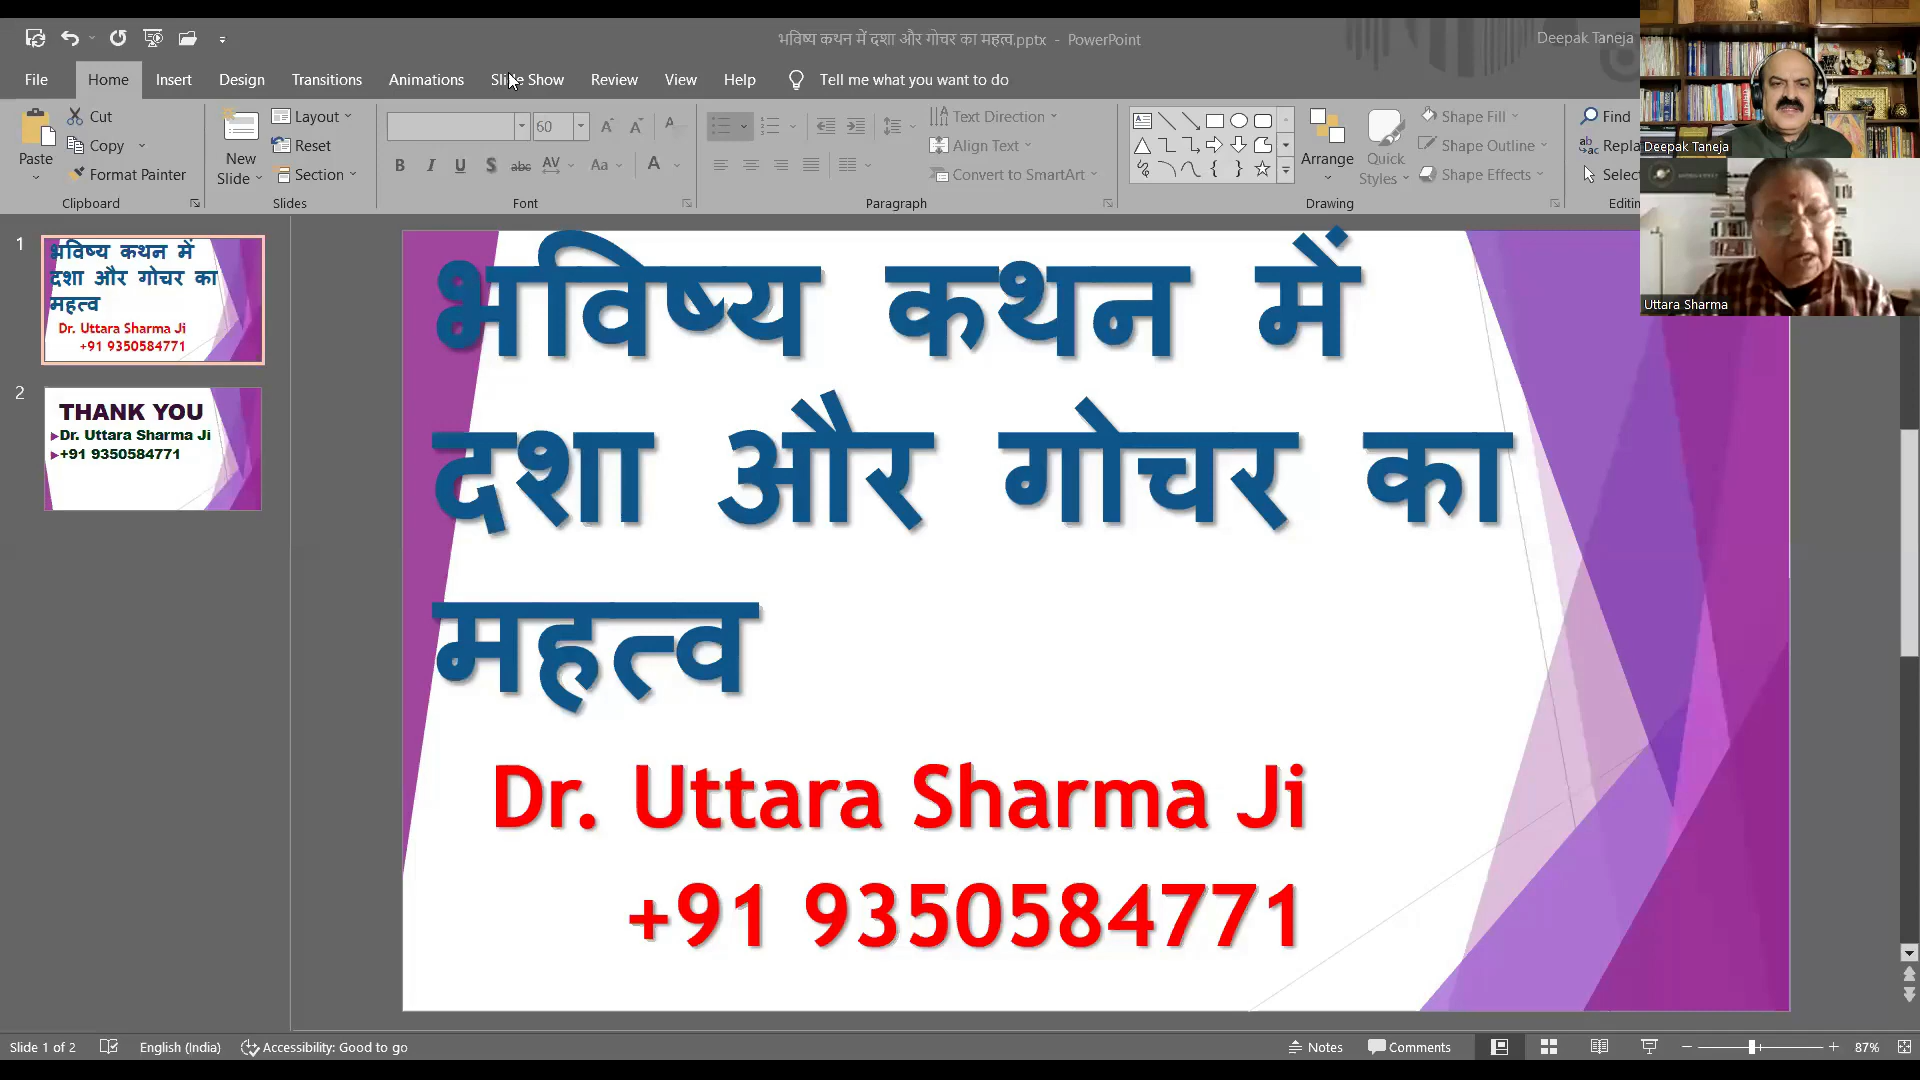 भविष्य कथन में दशा और गोचर का महत्व.pptx - PowerPoint
Deepak Taneja
File Home Insert Design Transitions Animations Slide Show Review View Help Tell me what you want to do
Paste
Cut
Copy
Format Painter
Clipboard
New Slide
Layout
Reset
Section
Slides
60
Font
Text Direction
Align Text
Convert to SmartArt
Paragraph
Arrange
Quick Styles
Shape Fill
Shape Outline
Shape Effects
Drawing
Find
Repla
Select
Editin
Deepak Taneja
Uttara Sharma
1
भविष्य कथन में
दशा और गोचर का
महत्व
Dr. Uttara Sharma Ji
+91 9350584771
2
THANK YOU
Dr. Uttara Sharma Ji
+91 9350584771
भविष्य कथन में
दशा और गोचर का
महत्व
Dr. Uttara Sharma Ji
+91 9350584771
Slide 1 of 2 English (India) Accessibility: Good to go Notes Comments 87%